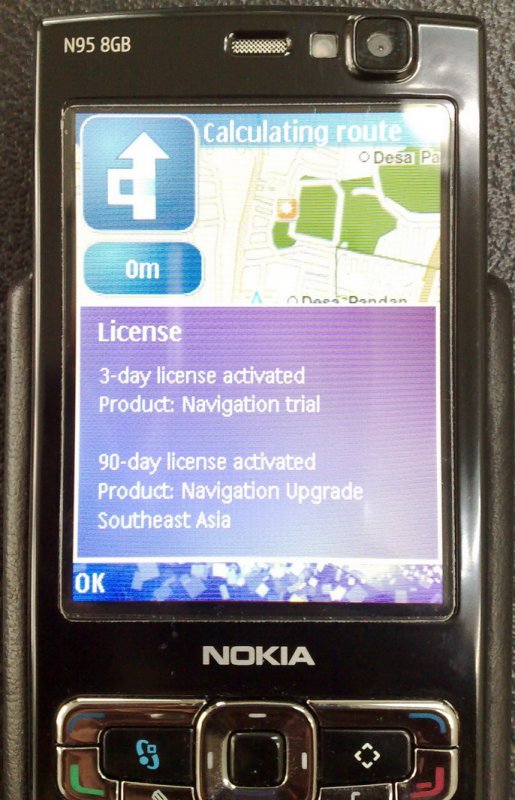 N95 8GB
Calculating route
Desa Pa
0m
Desa Pandan
License
3-day license activated
Product: Navigation trial
90-day license activated
Product: Navigation Upgrade
Southeast Asia
OK
NOKIA